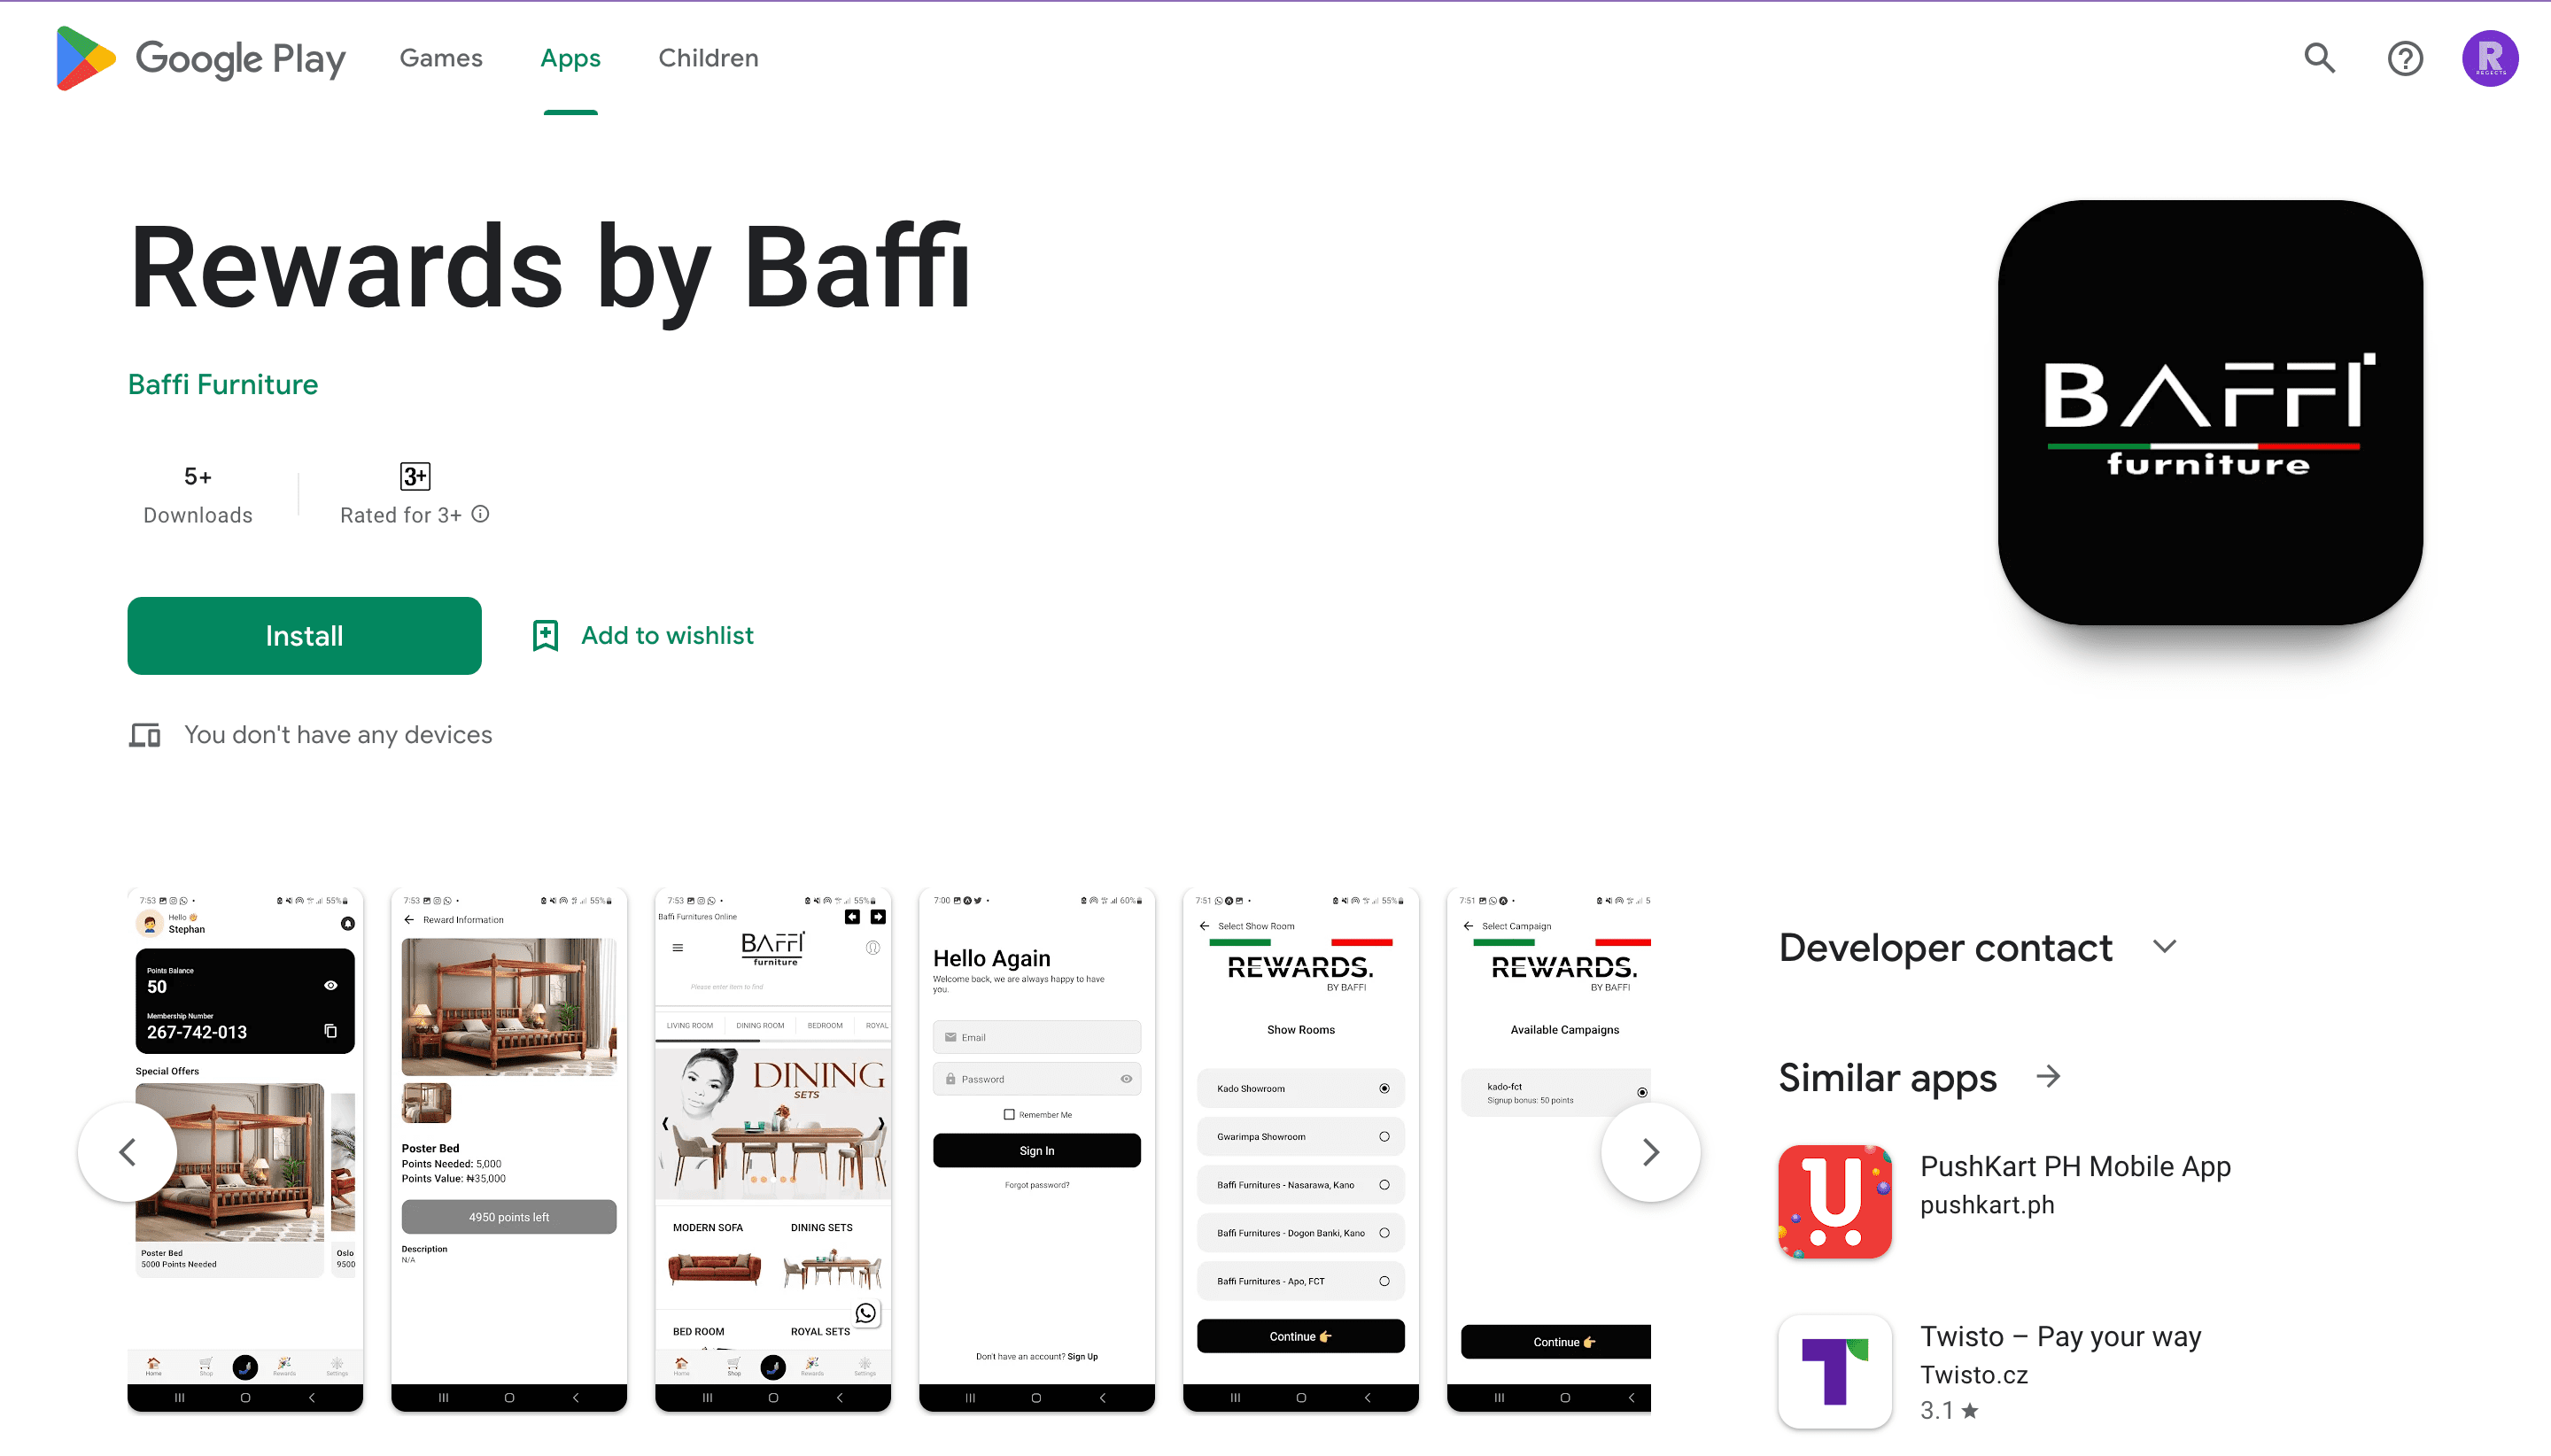 Google Play
Games
Apps
Children
R
REGECTS
Rewards by Baffi
Baffi Furniture
5+
Downloads
3+
Rated for 3+
Install
Add to wishlist
You don't have any devices
BAFFI
furniture
7:53
55%
Hello
Stephan
Points Balance
50
Membership Number
267-742-013
Special Offers
Poster Bed
5000 Points Needed
Oslo
9500
Home
Shop
Rewards
Settings
7:53
55%
Reward Information
Poster Bed
Points Needed: 5,000
Points Value: ₦35,000
4950 points left
Description
N/A
7:53
55%
Baffi Furnitures Online
BAFFI
furniture
Please enter item to find
LIVING ROOM
DINING ROOM
BEDROOM
ROYAL
DINING
SETS
MODERN SOFA
DINING SETS
BED ROOM
ROYAL SETS
Home
Shop
Rewards
Settings
7:00
60%
Hello Again
Welcome back, we are always happy to have
you.
Email
Password
Remember Me
Sign In
Forgot password?
Don't have an account? Sign Up
7:51
55%
Select Show Room
REWARDS.
BY BAFFI
Show Rooms
Kado Showroom
Gwarimpa Showroom
Baffi Furnitures - Nasarawa, Kano
Baffi Furnitures - Dogon Banki, Kano
Baffi Furnitures - Apo, FCT
Continue 👉
7:51
5
Select Campaign
REWARDS.
BY BAFFI
Available Campaigns
kado-fct
Signup bonus: 50 points
Continue 👉
Developer contact
Similar apps
PushKart PH Mobile App
pushkart.ph
Twisto – Pay your way
Twisto.cz
3.1 ★